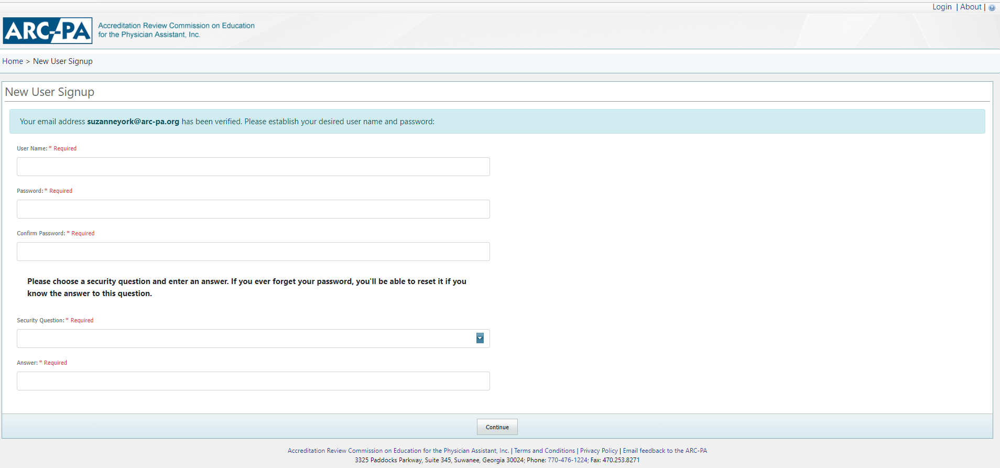 Login | About |
ARC-PA Accreditation Review Commission on Education
for the Physician Assistant, Inc.
Home > New User Signup
New User Signup
Your email address suzanneyork@arc-pa.org has been verified. Please establish your desired user name and password:
User Name: * Required
Password: * Required
Confirm Password: * Required
Please choose a security question and enter an answer. If you ever forget your password, you'll be able to reset it if you
know the answer to this question.
Security Question: * Required
Answer: * Required
Continue
Accreditation Review Commission on Education for the Physician Assistant, Inc. | Terms and Conditions | Privacy Policy | Email feedback to the ARC-PA
3325 Paddocks Parkway, Suite 345, Suwanee, Georgia 30024; Phone: 770-476-1224; Fax: 470.253.8271